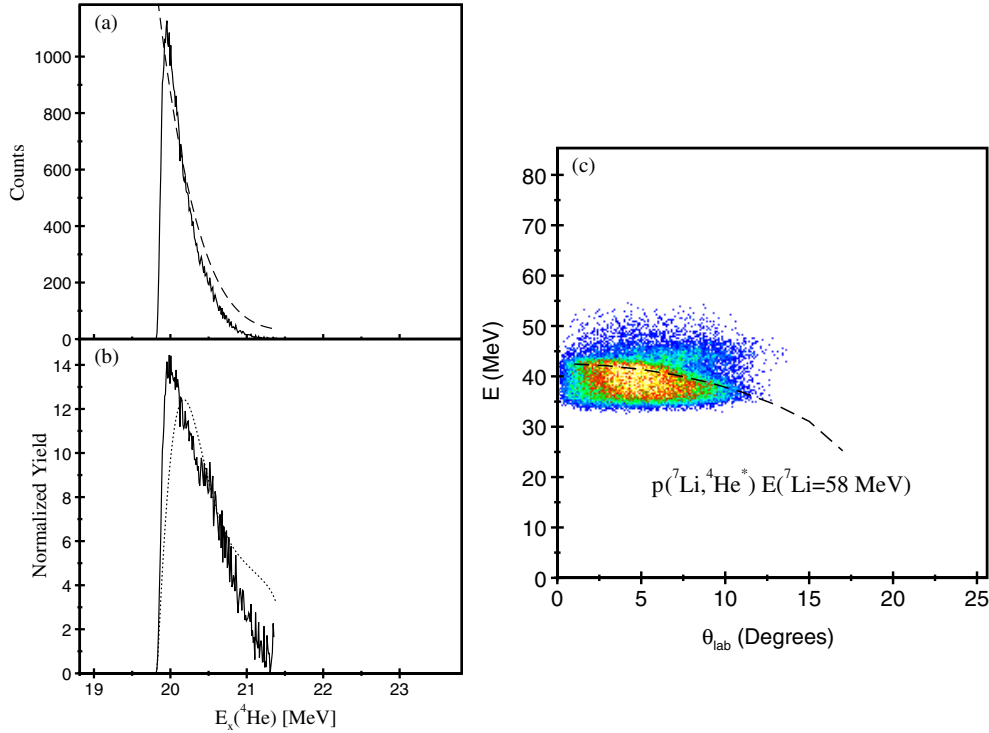 (a)
1000
800
600
400
200
0
Counts
(b)
14
12
10
8
6
4
2
0
Normalized Yield
19 20 21 22 23
Eₓ(⁴He) [MeV]
(c)
80
70
60
50
40
30
20
10
0
E (MeV)
p(⁷Li,⁴He*) E(⁷Li=58 MeV)
0 5 10 15 20 25
θlab (Degrees)